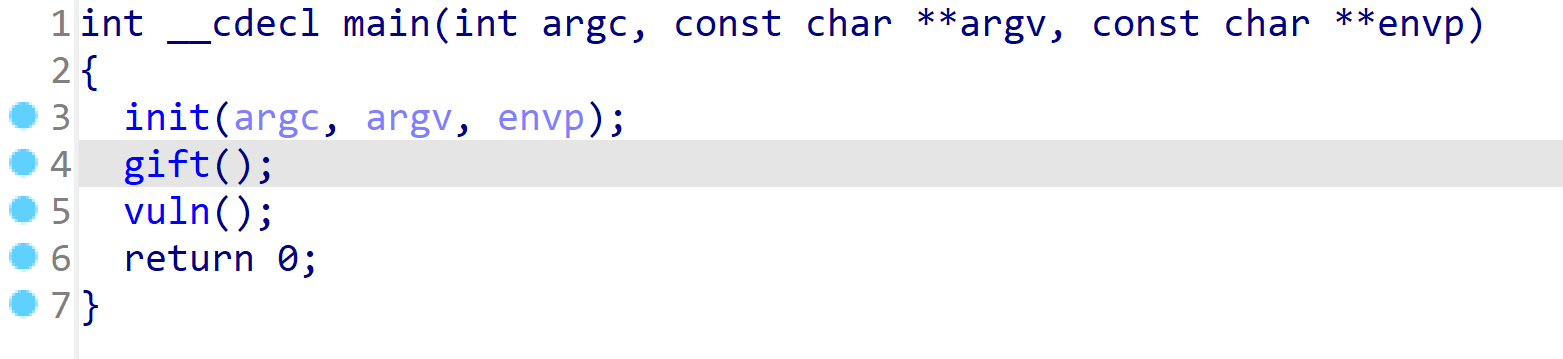 1 int __cdecl main(int argc, const char **argv, const char **envp)
2 {
3   init(argc, argv, envp);
4   gift();
5   vuln();
6   return 0;
7 }